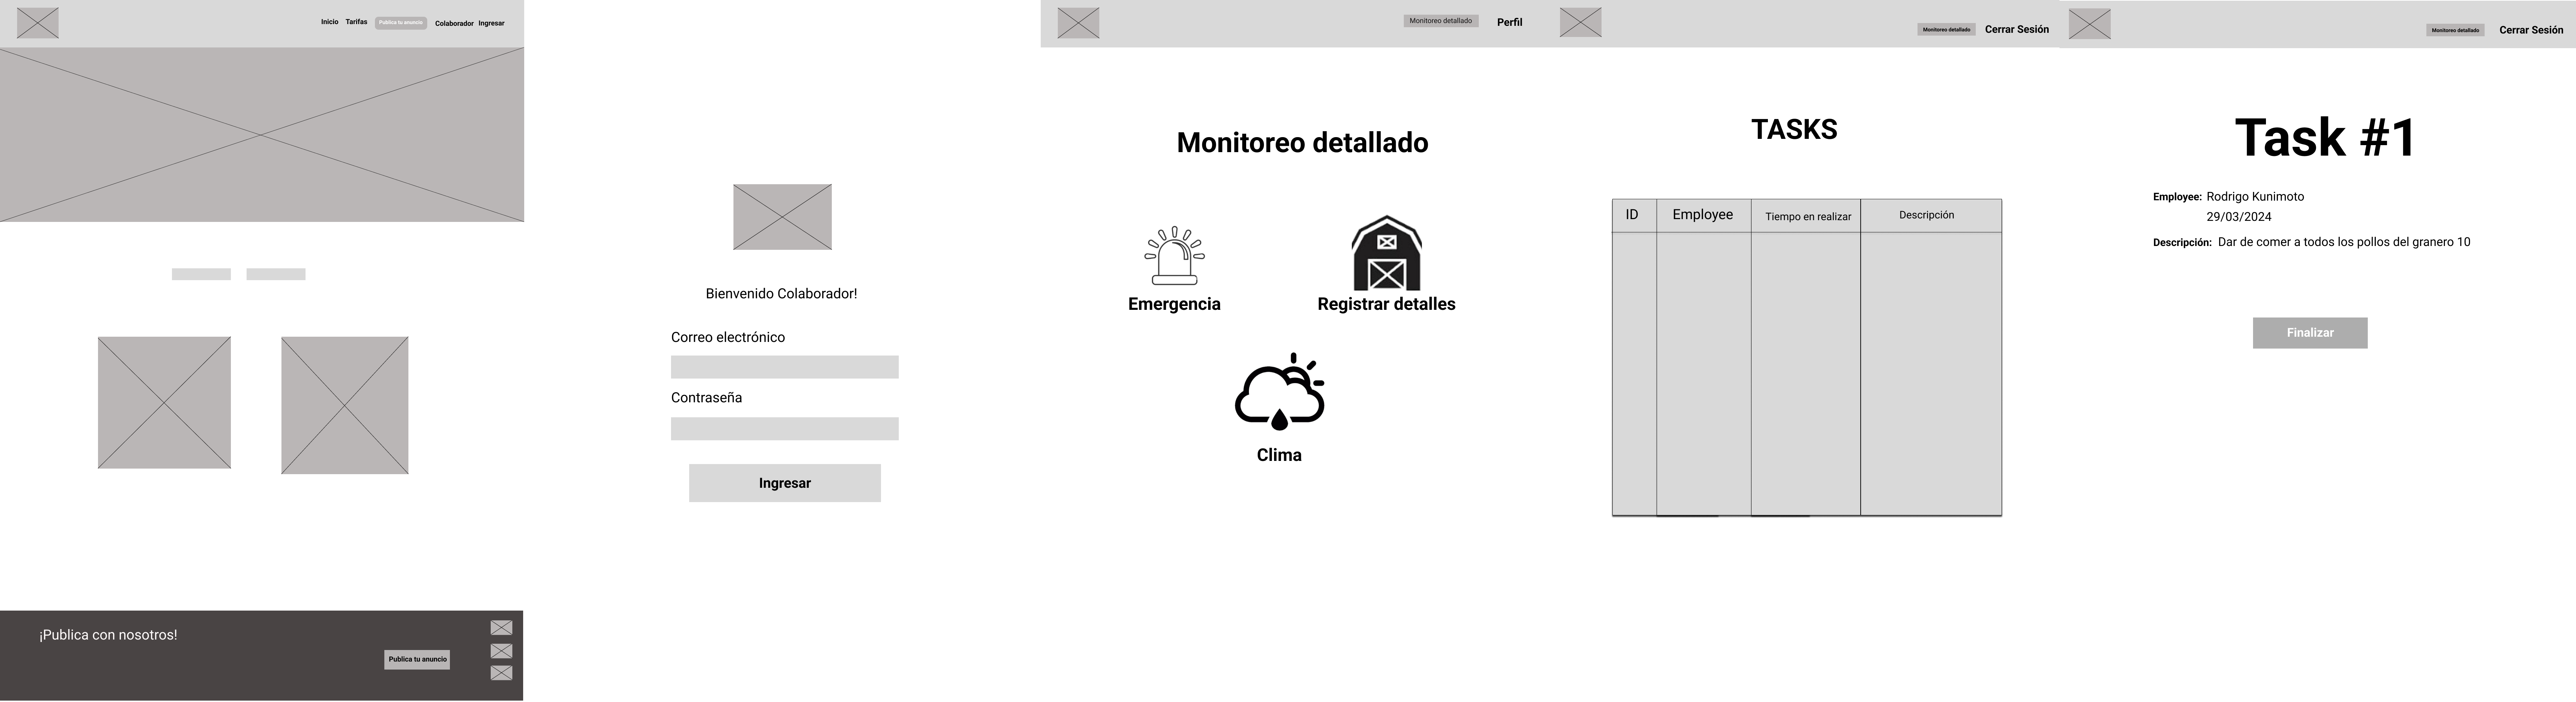 Inicio Tarifas Publica tu anuncio Colaborador Ingresar
¡Publica con nosotros!
Publica tu anuncio
Bienvenido Colaborador!
Correo electrónico
Contraseña
Ingresar
Monitoreo detallado Perfil
Monitoreo detallado
Emergencia Registrar detalles
Clima
Monitoreo detallado Cerrar Sesión
TASKS
ID Employee Tiempo en realizar Descripción
Monitoreo detallado Cerrar Sesión
Task #1
Employee: Rodrigo Kunimoto
29/03/2024
Descripción: Dar de comer a todos los pollos del granero 10
Finalizar